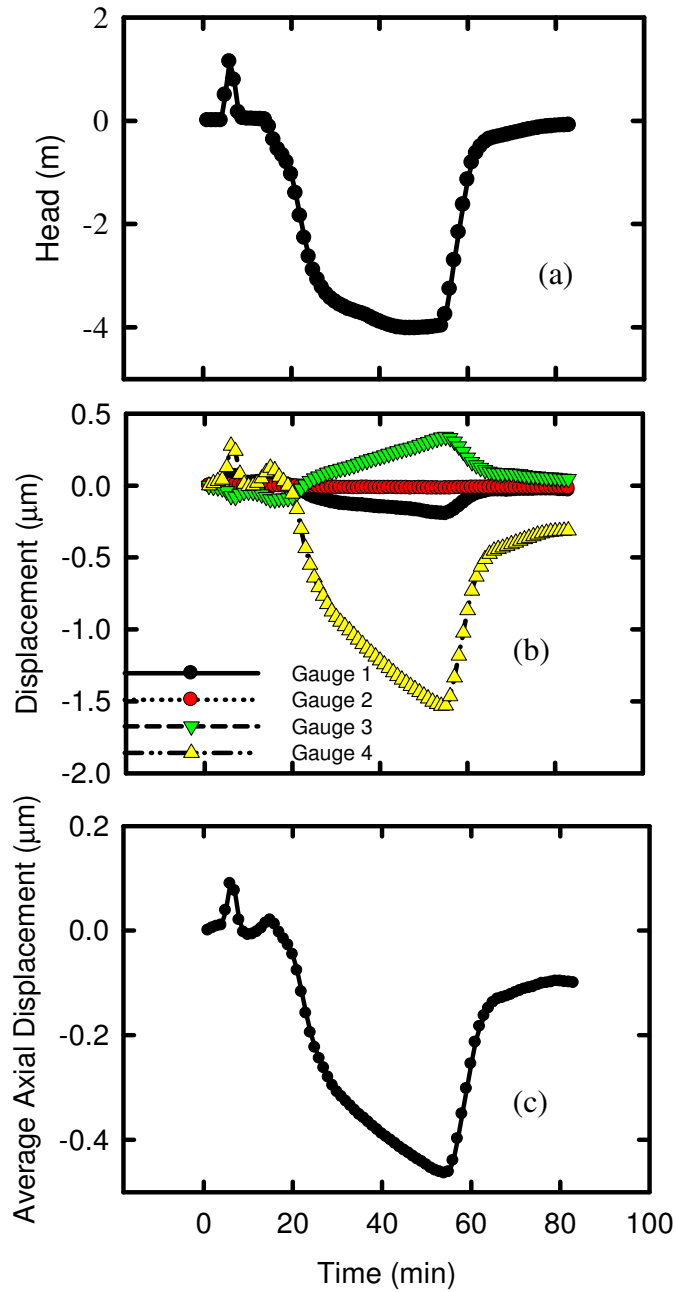 2
0
-2
-4
Head (m)
(a)
0.5
0.0
-0.5
-1.0
-1.5
-2.0
Displacement (μm)
(b)
Gauge 1
Gauge 2
Gauge 3
Gauge 4
0.2
0.0
-0.2
-0.4
Average Axial Displacement (μm)
(c)
0 20 40 60 80 100
Time (min)